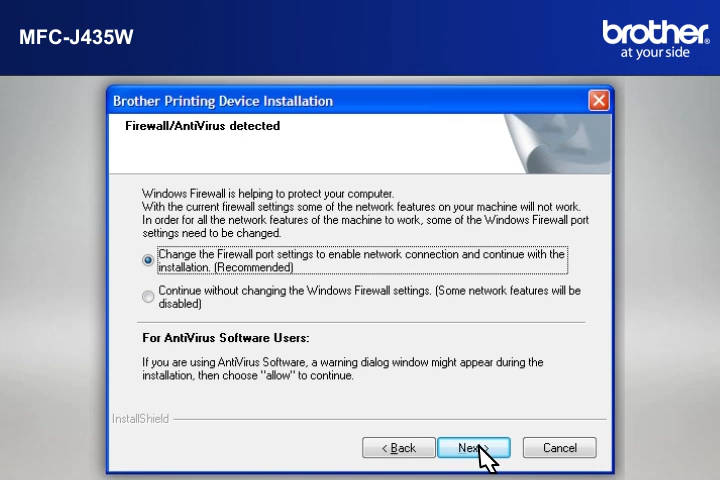 MFC-J435W
brother
at your side
Brother Printing Device Installation
Firewall/AntiVirus detected
Windows Firewall is helping to protect your computer.
With the current firewall settings some of the network features on your machine will not work.
In order for all the network features of the machine to work, some of the Windows Firewall port
settings need to be changed.
Change the Firewall port settings to enable network connection and continue with the
installation. (Recommended)
Continue without changing the Windows Firewall settings. (Some network features will be
disabled)
For AntiVirus Software Users:
If you are using AntiVirus Software, a warning dialog window might appear during the
installation, then choose "allow" to continue.
InstallShield
< Back Next > Cancel